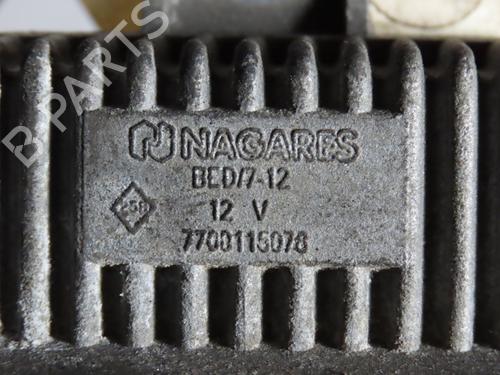 B-PARTS
NAGARES
BED/7-12
12 V
7700115078